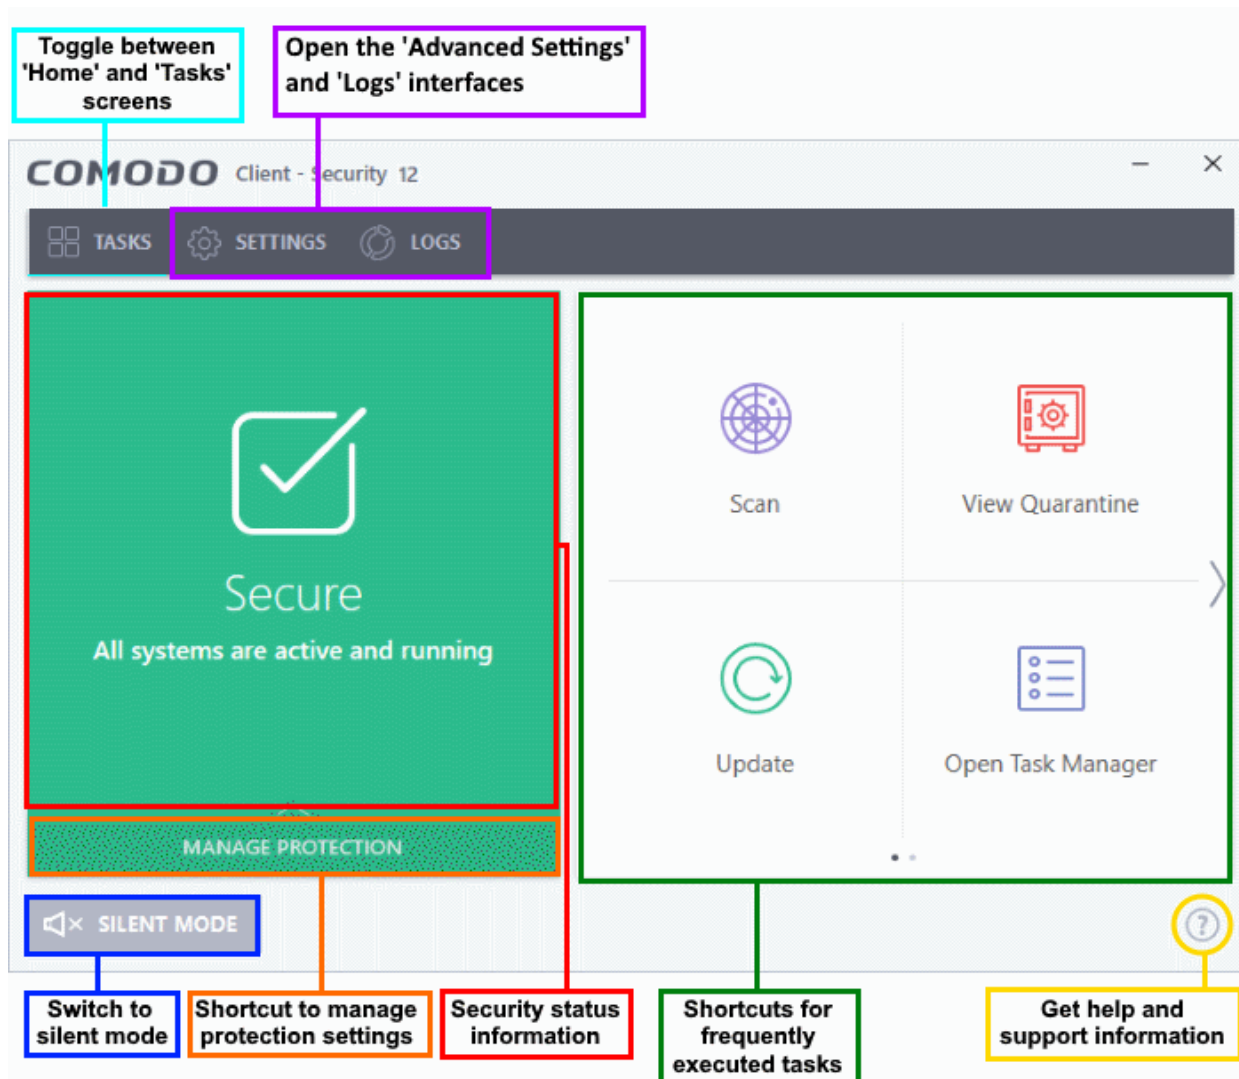 Toggle between
'Home' and 'Tasks'
screens
Open the 'Advanced Settings'
and 'Logs' interfaces
COMODO Client - Security 12
TASKS SETTINGS LOGS
Secure
All systems are active and running
MANAGE PROTECTION
Scan
View Quarantine
Update
Open Task Manager
SILENT MODE
?
Switch to
silent mode
Shortcut to manage
protection settings
Security status
information
Shortcuts for
frequently
executed tasks
Get help and
support information